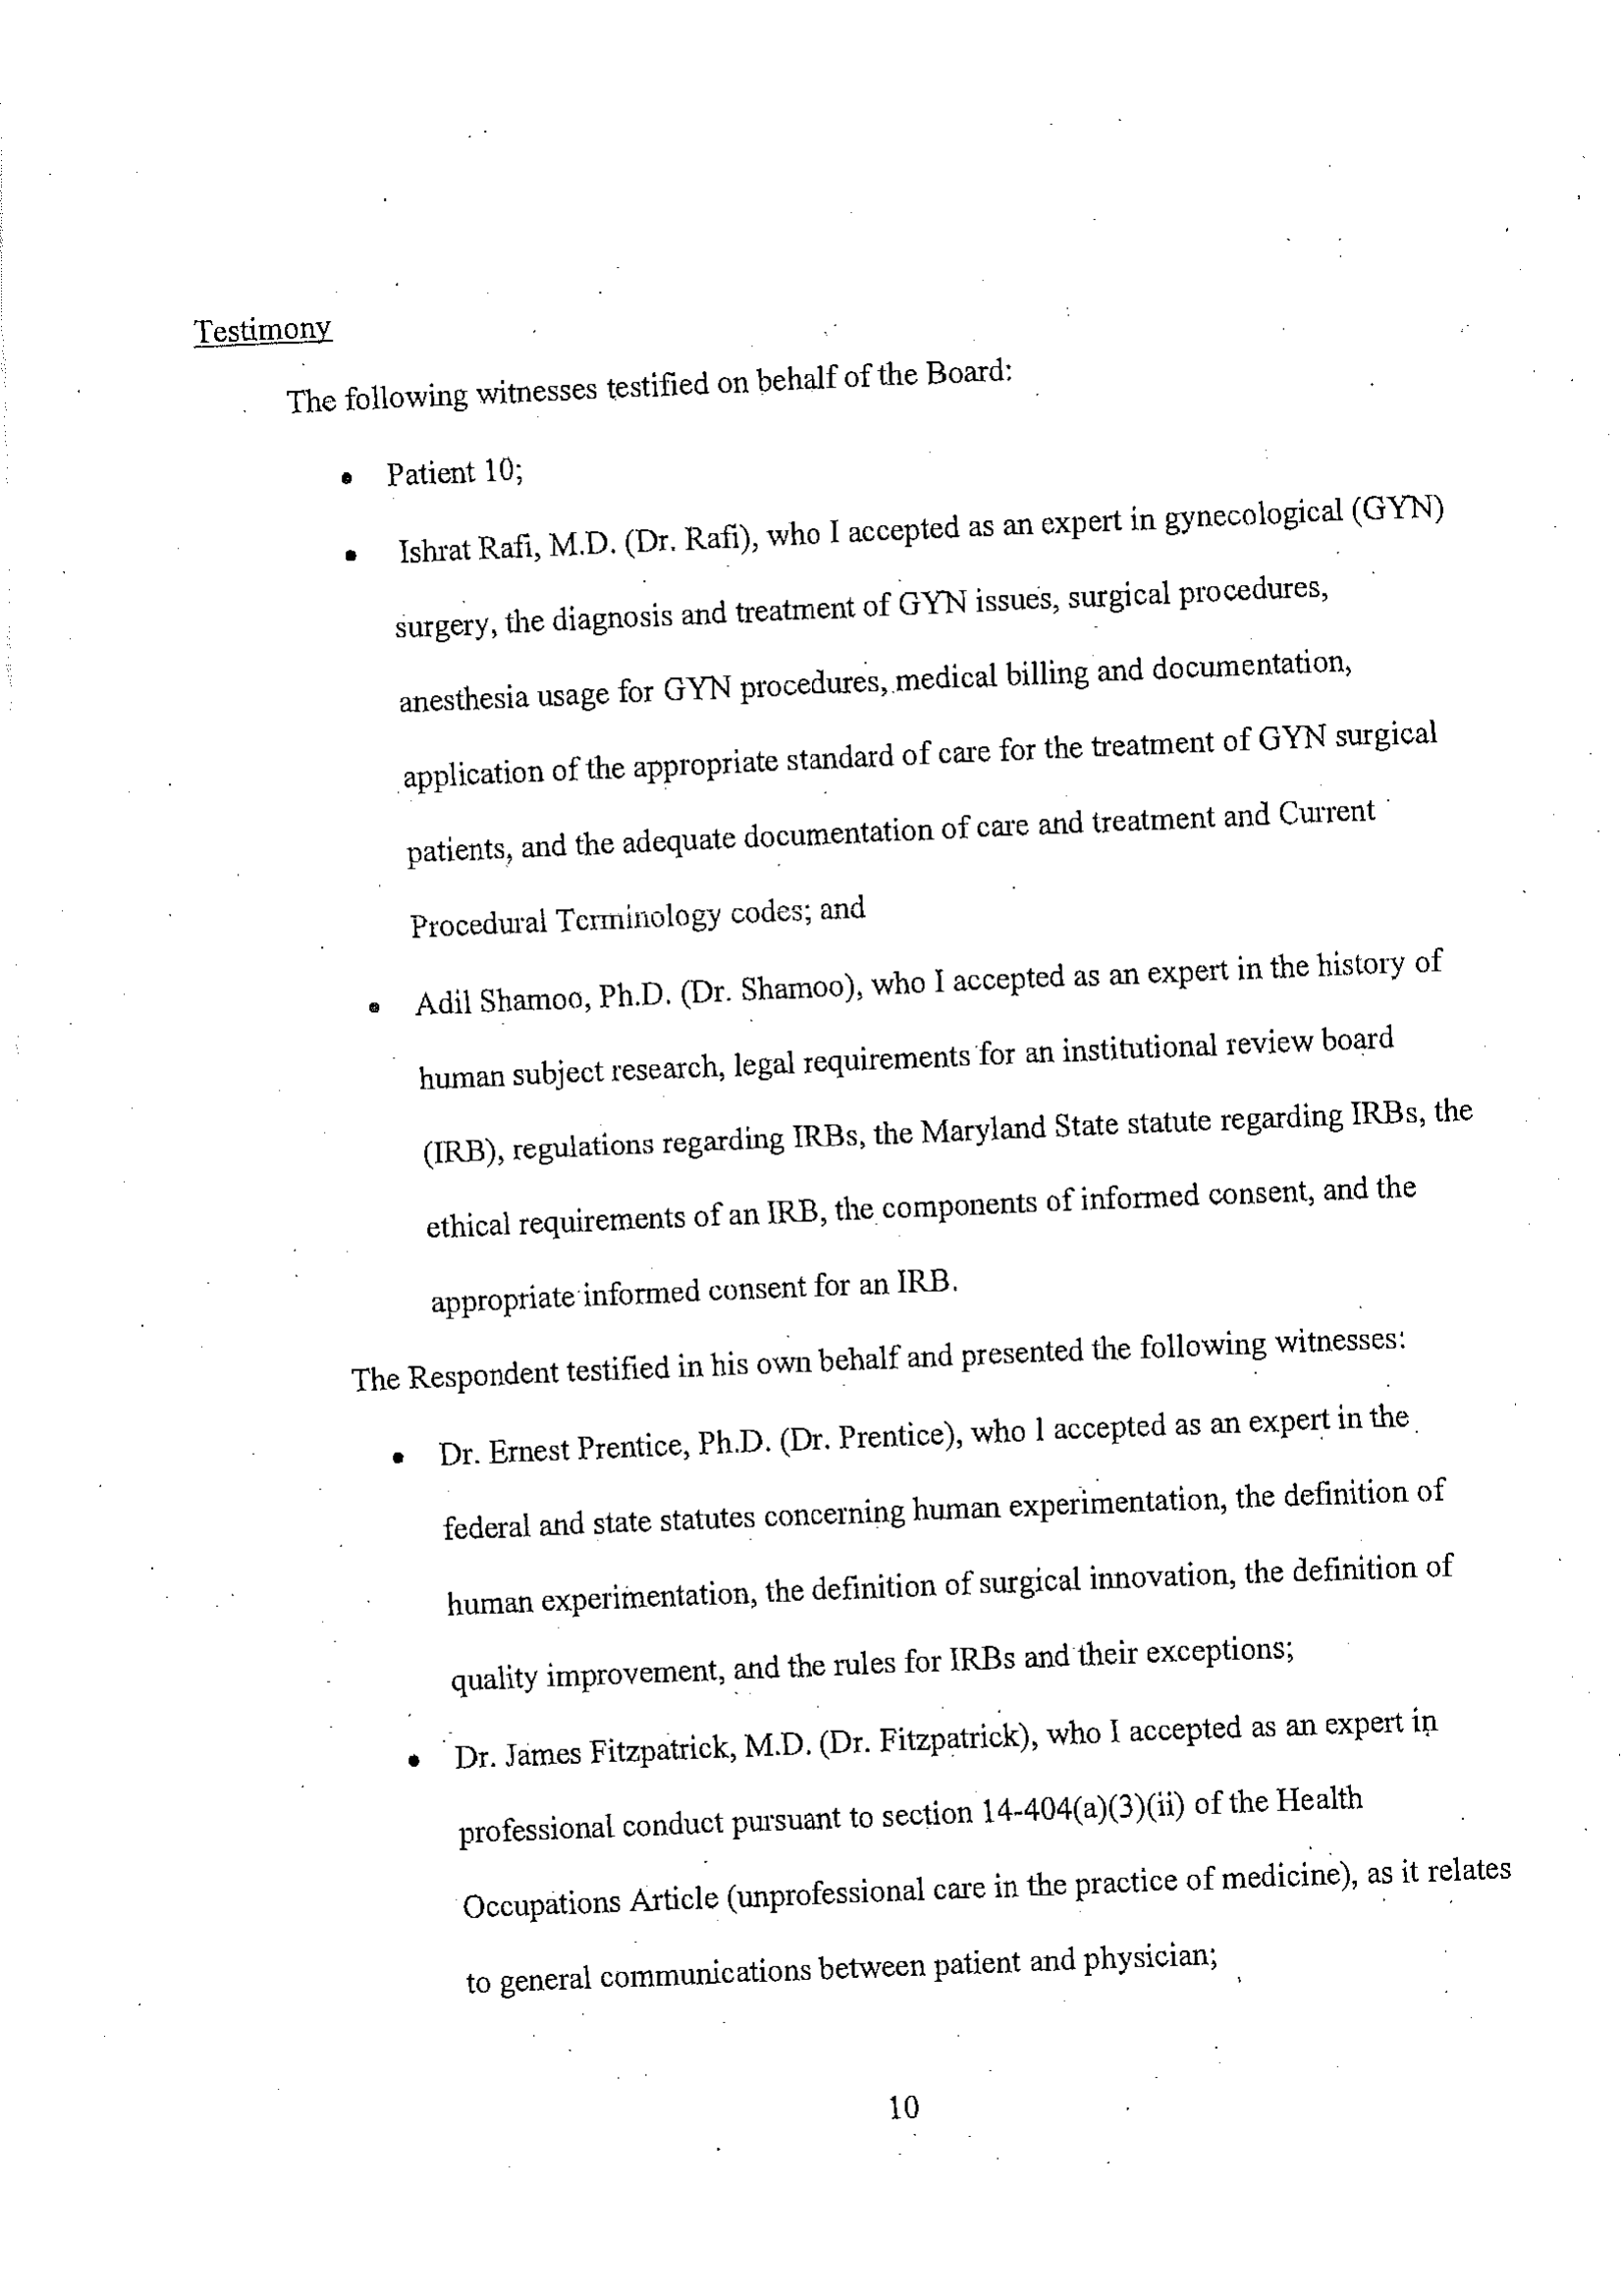 Testimony
The following witnesses testified on behalf of the Board:
• Patient 10;
• Ishrat Rafi, M.D. (Dr. Rafi), who I accepted as an expert in gynecological (GYN)
surgery, the diagnosis and treatment of GYN issues, surgical procedures,
anesthesia usage for GYN procedures, medical billing and documentation,
application of the appropriate standard of care for the treatment of GYN surgical
patients, and the adequate documentation of care and treatment and Current
Procedural Terminology codes; and
• Adil Shamoo, Ph.D. (Dr. Shamoo), who I accepted as an expert in the history of
human subject research, legal requirements for an institutional review board
(IRB), regulations regarding IRBs, the Maryland State statute regarding IRBs, the
ethical requirements of an IRB, the components of informed consent, and the
appropriate informed consent for an IRB.
The Respondent testified in his own behalf and presented the following witnesses:
• Dr. Ernest Prentice, Ph.D. (Dr. Prentice), who I accepted as an expert in the
federal and state statutes concerning human experimentation, the definition of
human experimentation, the definition of surgical innovation, the definition of
quality improvement, and the rules for IRBs and their exceptions;
• Dr. James Fitzpatrick, M.D. (Dr. Fitzpatrick), who I accepted as an expert in
professional conduct pursuant to section 14-404(a)(3)(ii) of the Health
Occupations Article (unprofessional care in the practice of medicine), as it relates
to general communications between patient and physician;
10